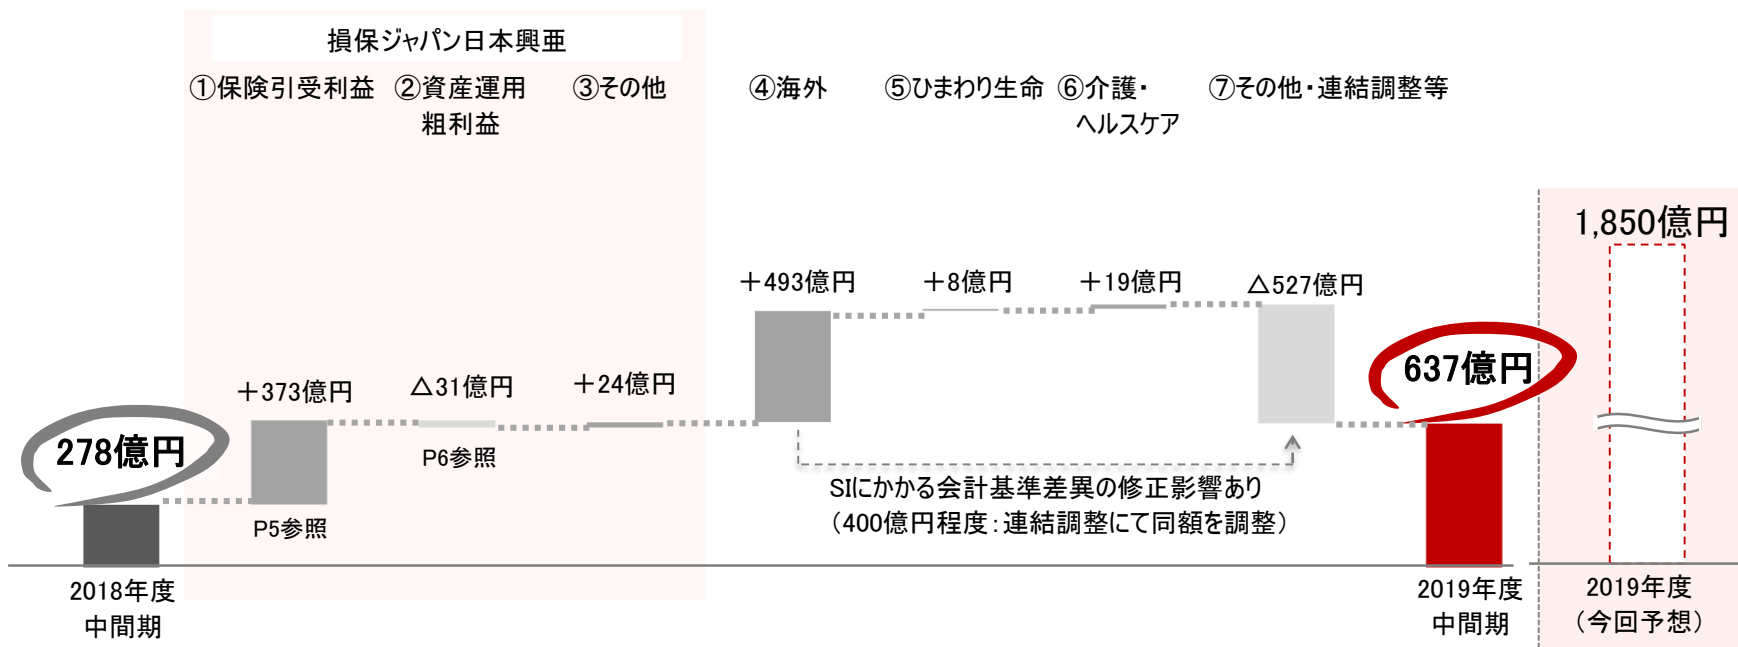 損保ジャパン日本興亜
①保険引受利益
②資産運用
粗利益
③その他
④海外
⑤ひまわり生命
⑥介護・
ヘルスケア
⑦その他・連結調整等
1,850億円
＋493億円
＋8億円
＋19億円
△527億円
637億円
＋373億円
△31億円
＋24億円
278億円
P6参照
P5参照
SIにかかる会計基準差異の修正影響あり
（400億円程度：連結調整にて同額を調整）
2018年度
中間期
2019年度
中間期
2019年度
（今回予想）